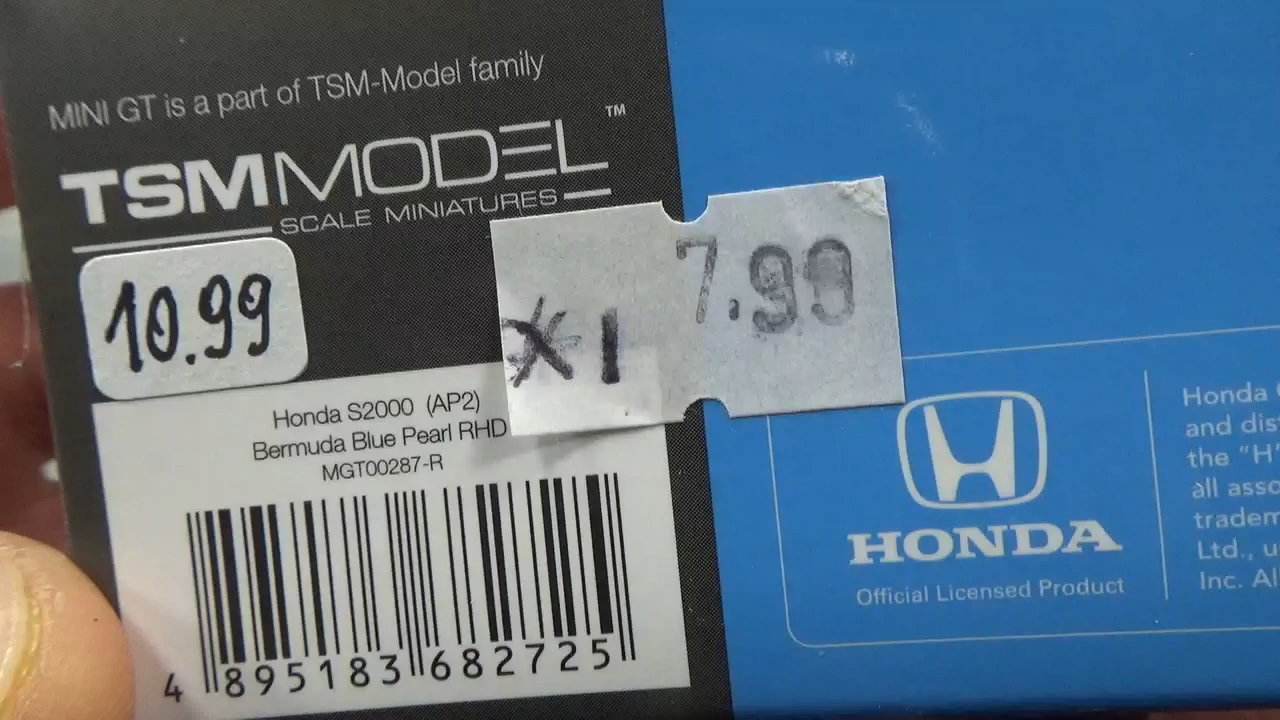 MINI GT is a part of TSM-Model family
TSMMODEL™
SCALE MINIATURES
10.99
7.99
X1
Honda S2000 (AP2)
Bermuda Blue Pearl RHD
MGT00287-R
4 895183 682725
HONDA
Official Licensed Product
Honda
and dis
the "H"
all asso
tradem
Ltd., u
Inc. Al